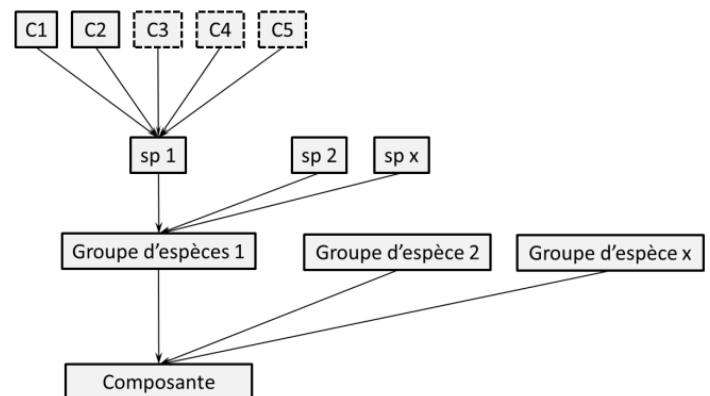 C1 C2 C3 C4 C5
sp 1 sp 2 sp x
Groupe d’espèces 1 Groupe d’espèce 2 Groupe d’espèce x
Composante